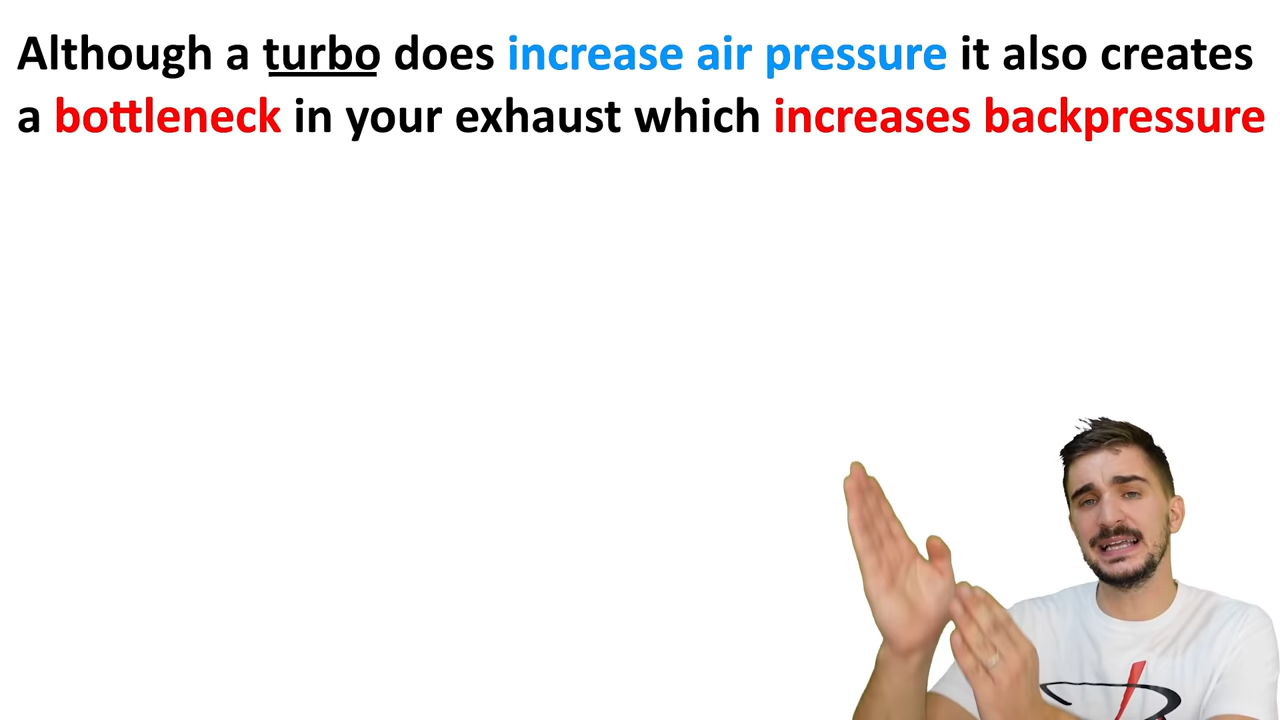 Although a turbo does increase air pressure it also creates
a bottleneck in your exhaust which increases backpressure